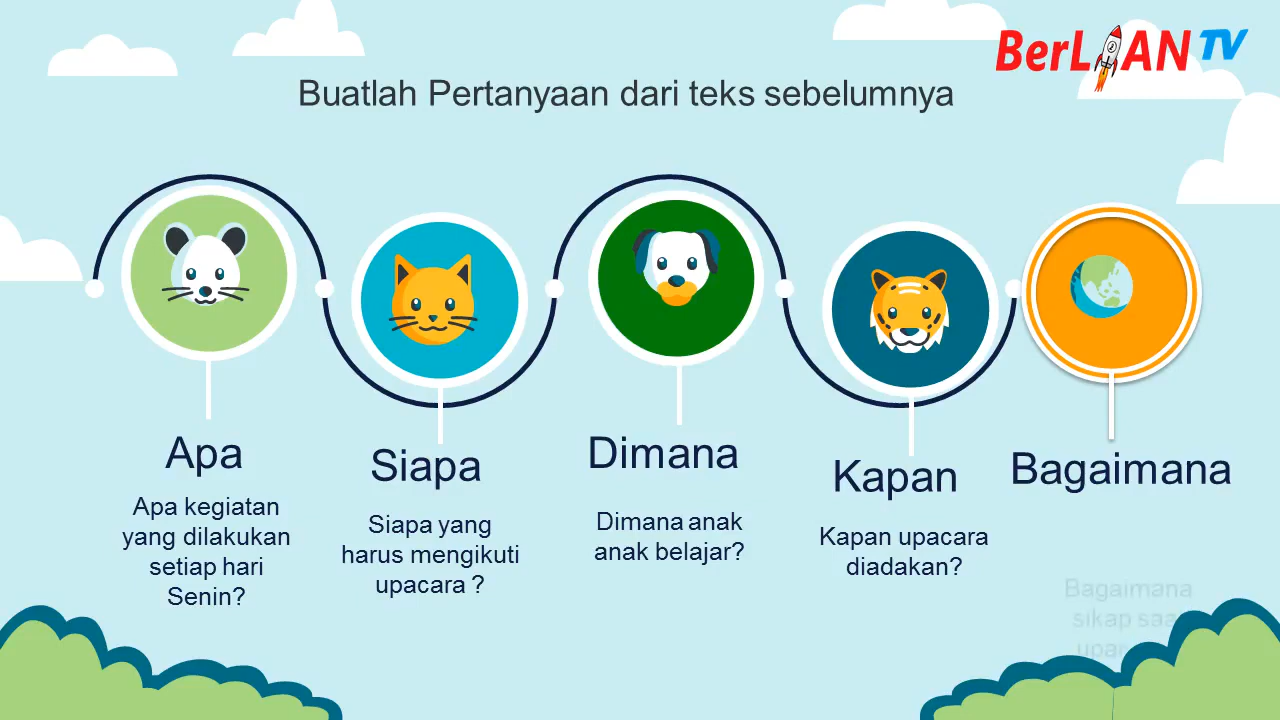 BerLIAN TV
Buatlah Pertanyaan dari teks sebelumnya
Apa
Apa kegiatan
yang dilakukan
setiap hari
Senin?
Siapa
Siapa yang
harus mengikuti
upacara ?
Dimana
Dimana anak
anak belajar?
Kapan
Kapan upacara
diadakan?
Bagaimana
Bagaimana
sikap